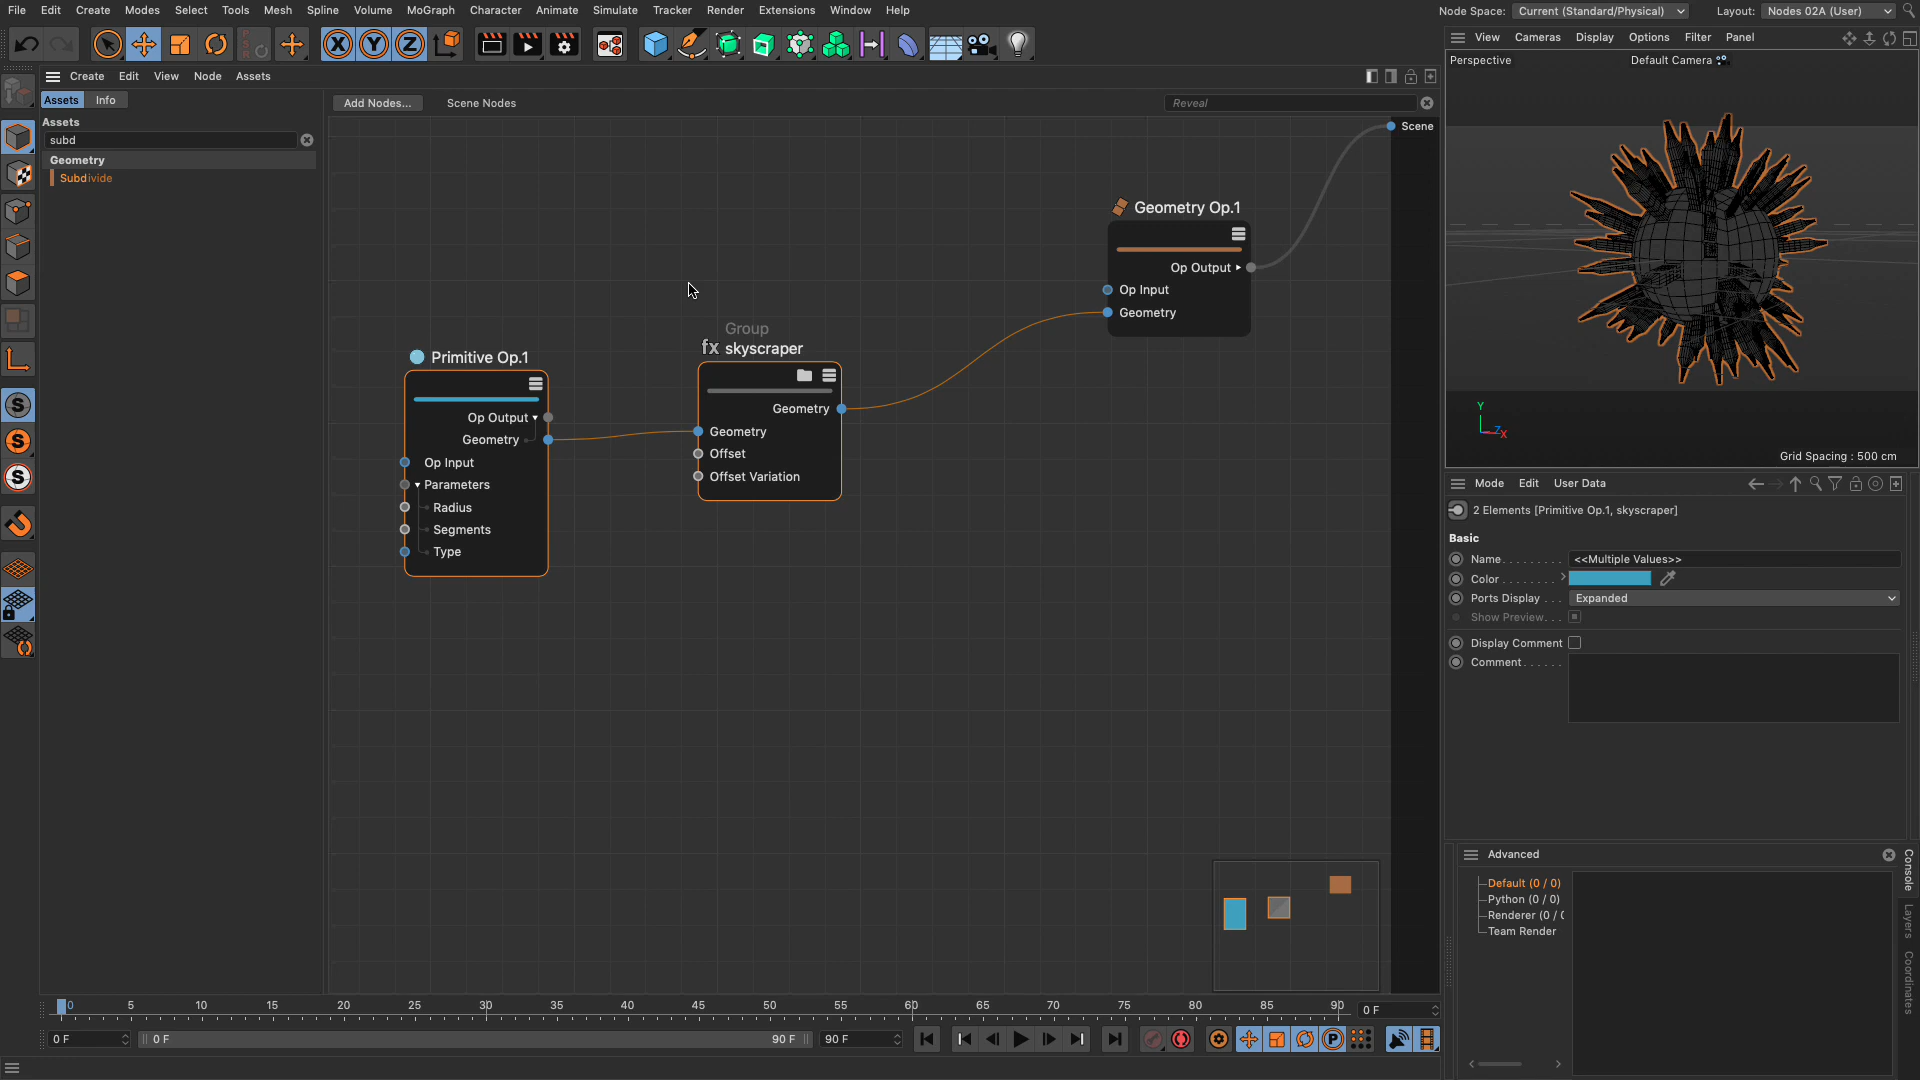 File Edit Create Modes Select Tools Mesh Spline Volume MoGraph Character Animate Simulate Tracker Render Extensions Window Help Node Space: Current (Standard/Physical) Layout: Nodes 02A (User)
X Y Z
P
S
R
View Cameras Display Options Filter Panel
Create Edit View Node Assets
Perspective Default Camera
Assets Info
Add Nodes... Scene Nodes Reveal
Assets
subd
Geometry
Subdivide
Scene
Geometry Op.1
Op Output
Op Input
Geometry
Group
fx skyscraper
Geometry
Geometry
Offset
Offset Variation
Primitive Op.1
Op Output
Geometry
Op Input
Parameters
Radius
Segments
Type
S
S
S
Y
Z X
Grid Spacing : 500 cm
Mode Edit User Data
2 Elements [Primitive Op.1, skyscraper]
Basic
Name . . . . . . . . . <<Multiple Values>>
Color . . . . . . . .
Ports Display . . . Expanded
Show Preview. . .
Display Comment
Comment . . . . . .
Advanced
Default (0 / 0)
Python (0 / 0)
Renderer (0 / 0
Team Render
Console
Layers
Coordinates
0 5 10 15 20 25 30 35 40 45 50 55 60 65 70 75 80 85 90 0 F
0 F 0 F 90 F 90 F P